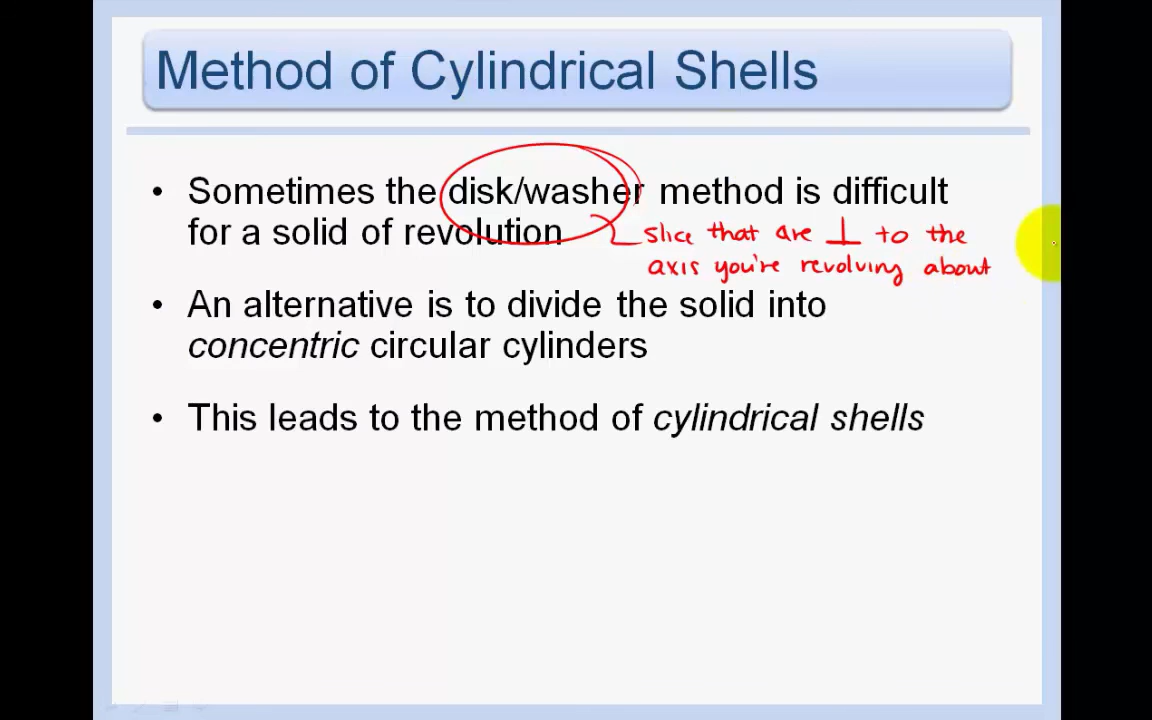 Method of Cylindrical Shells
• Sometimes the disk/washer method is difficult
for a solid of revolution
slice that are ⊥ to the
axis you're revolving about
• An alternative is to divide the solid into
concentric circular cylinders
• This leads to the method of cylindrical shells